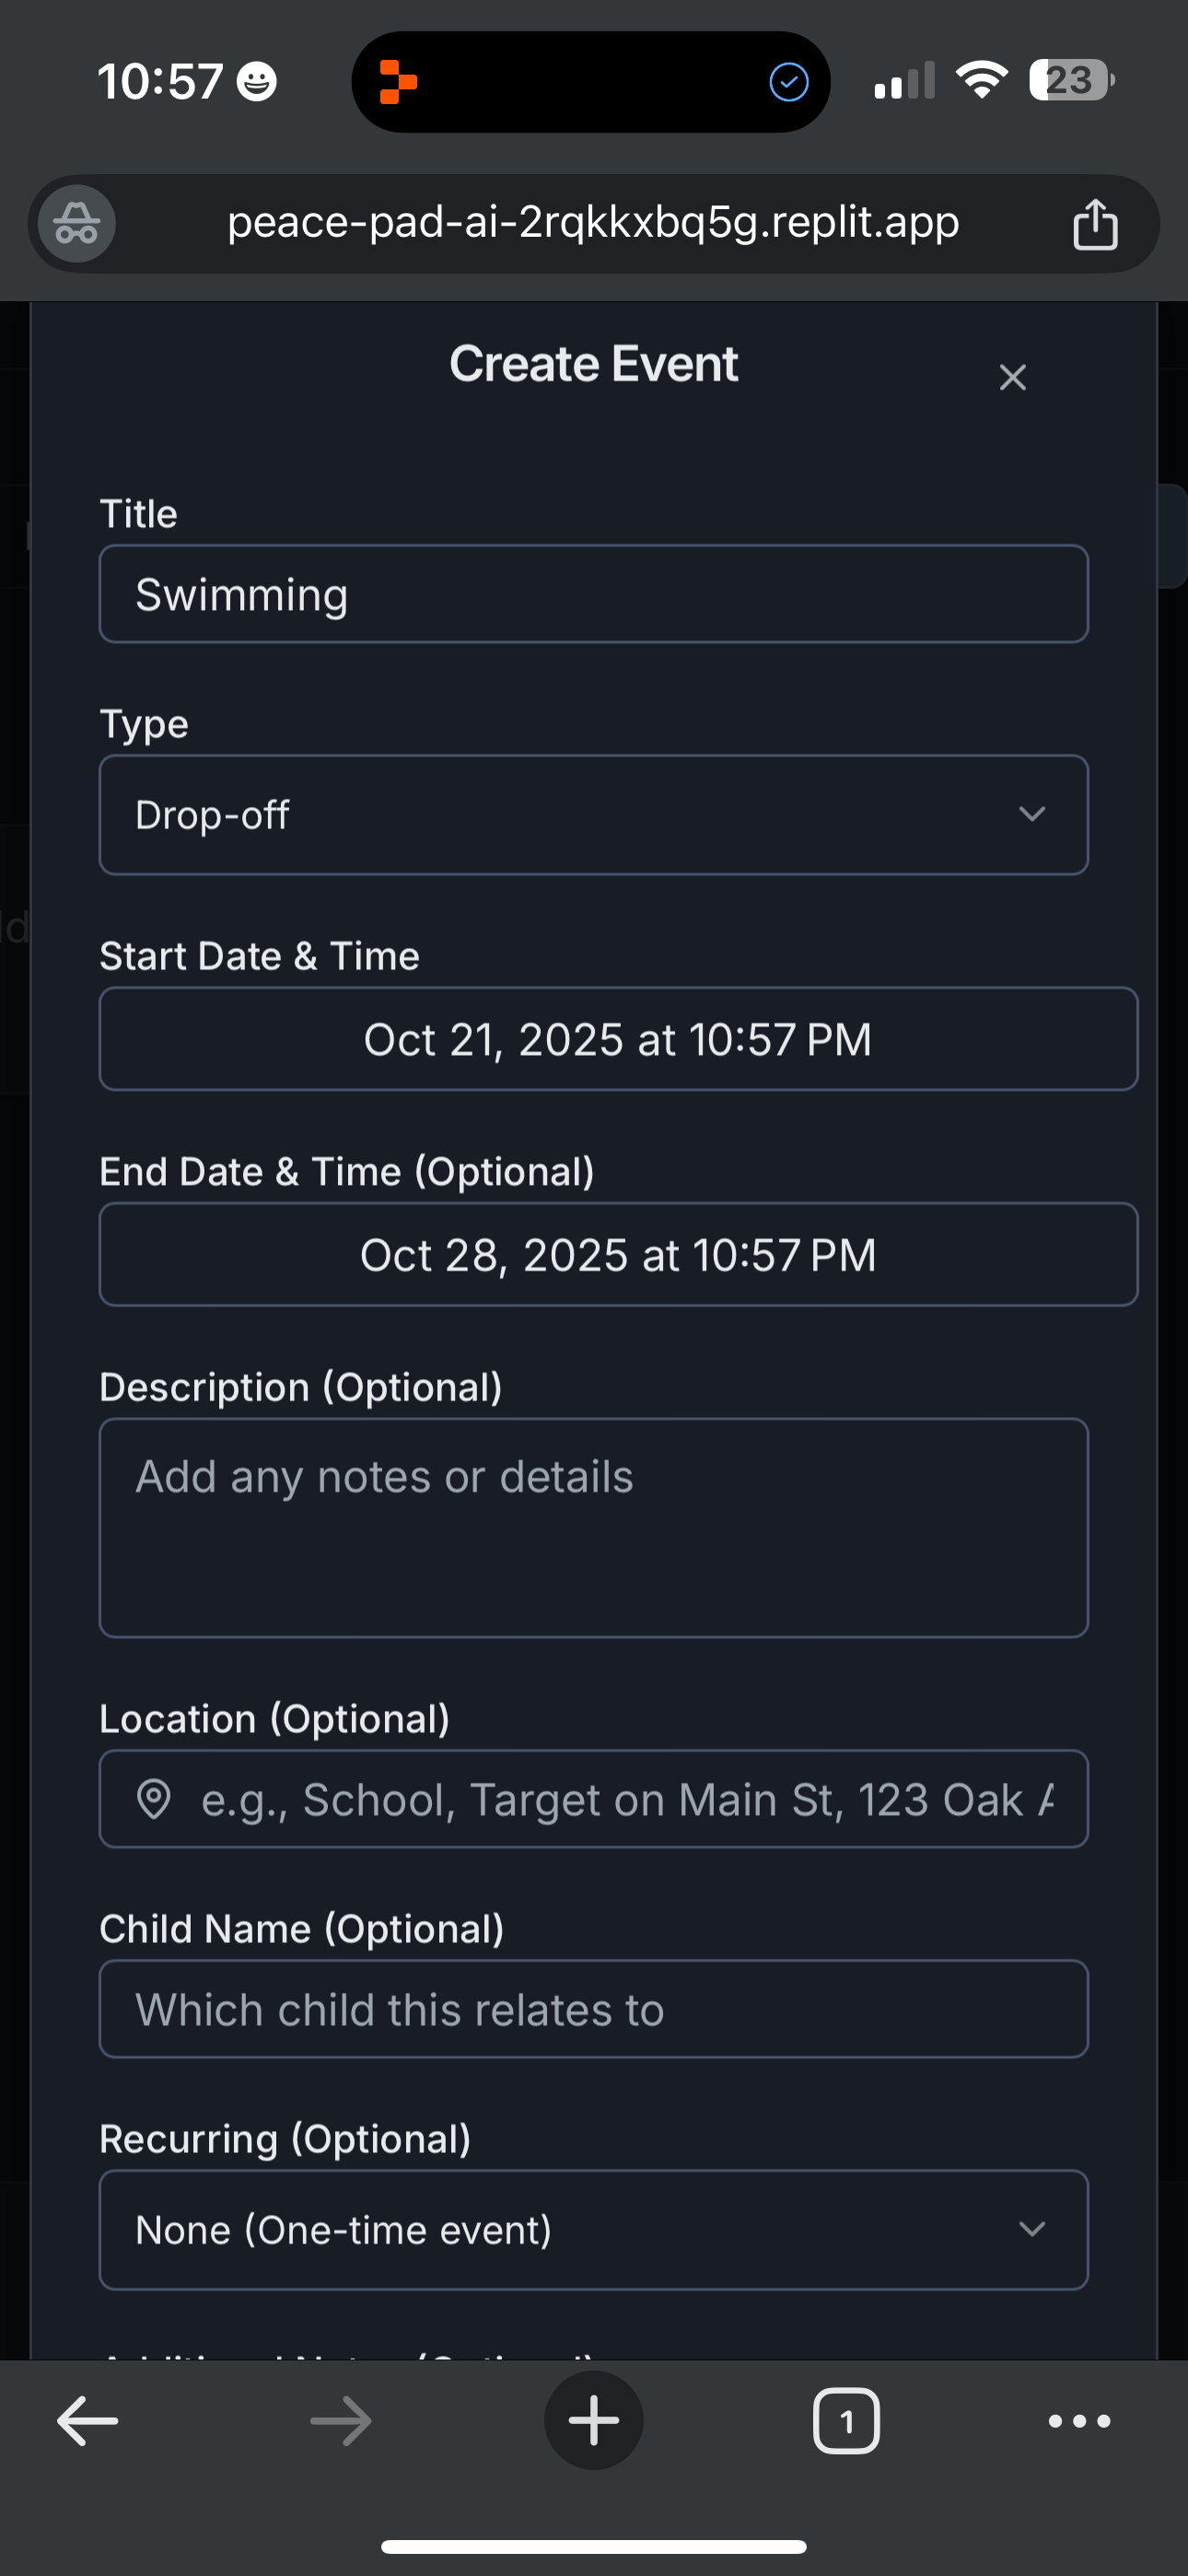 10:57
23
peace-pad-ai-2rqkkxbq5g.replit.app
Create Event
Title
Swimming
Type
Drop-off
Start Date & Time
Oct 21, 2025 at 10:57 PM
End Date & Time (Optional)
Oct 28, 2025 at 10:57 PM
Description (Optional)
Add any notes or details
Location (Optional)
e.g., School, Target on Main St, 123 Oak
Child Name (Optional)
Which child this relates to
Recurring (Optional)
None (One-time event)
1